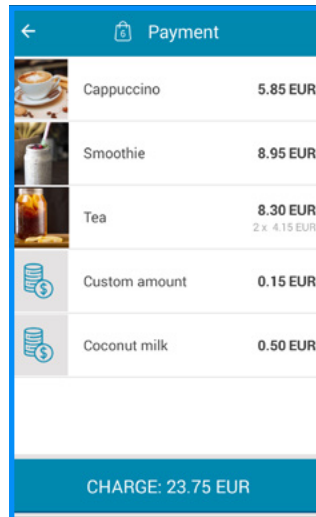 6 Payment
Cappuccino 5.85 EUR
Smoothie 8.95 EUR
Tea 8.30 EUR
2 x 4.15 EUR
Custom amount 0.15 EUR
Coconut milk 0.50 EUR
CHARGE: 23.75 EUR